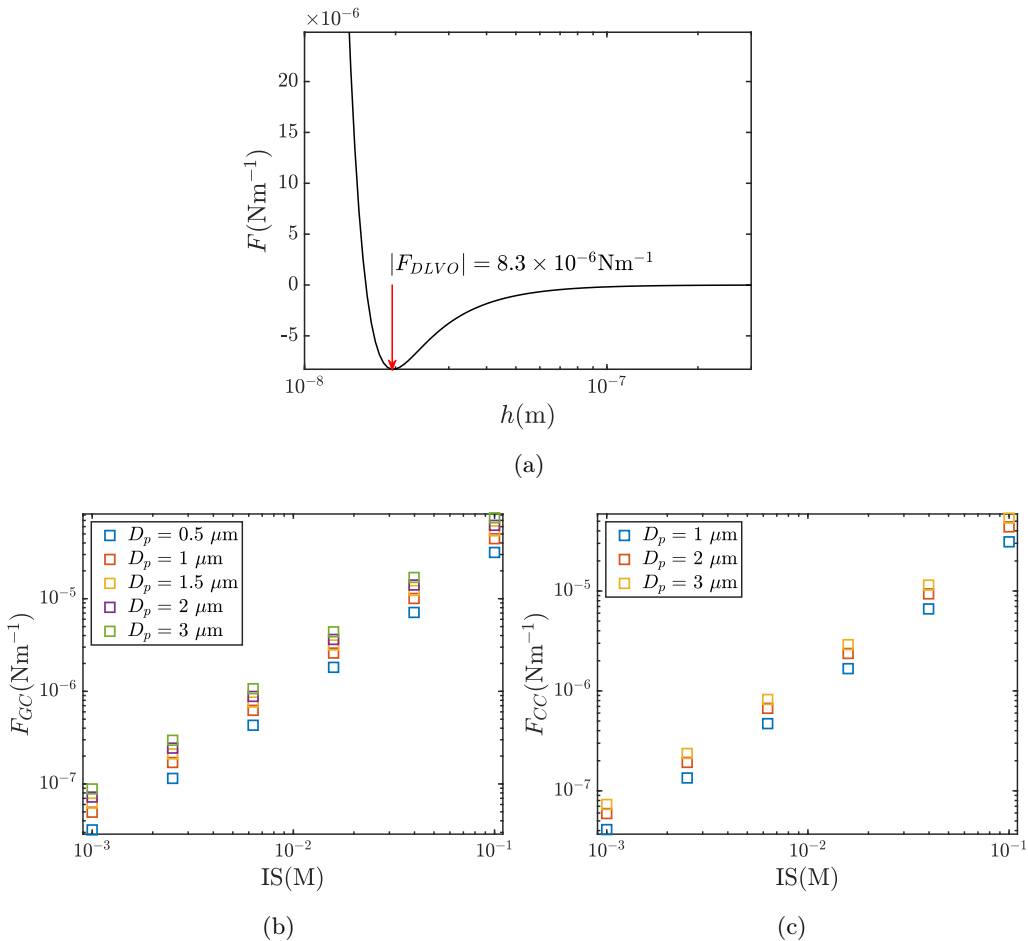 ×10⁻⁶
20
15
10
5
0
-5
F(Nm⁻¹)
|F_DLVO| = 8.3 × 10⁻⁶Nm⁻¹
10⁻⁸
10⁻⁷
h(m)
(a)
D_p = 0.5 μm
D_p = 1 μm
D_p = 1.5 μm
D_p = 2 μm
D_p = 3 μm
10⁻⁵
10⁻⁶
10⁻⁷
F_GC(Nm⁻¹)
10⁻³
10⁻²
10⁻¹
IS(M)
(b)
D_p = 1 μm
D_p = 2 μm
D_p = 3 μm
10⁻⁵
10⁻⁶
10⁻⁷
F_CC(Nm⁻¹)
10⁻³
10⁻²
10⁻¹
IS(M)
(c)